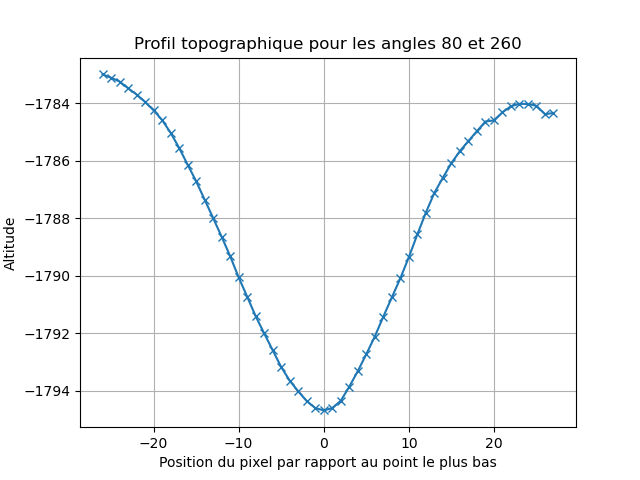 Profil topographique pour les angles 80 et 260
−1784
−1786
−1788
−1790
−1792
−1794
Altitude
−20 −10 0 10 20
Position du pixel par rapport au point le plus bas